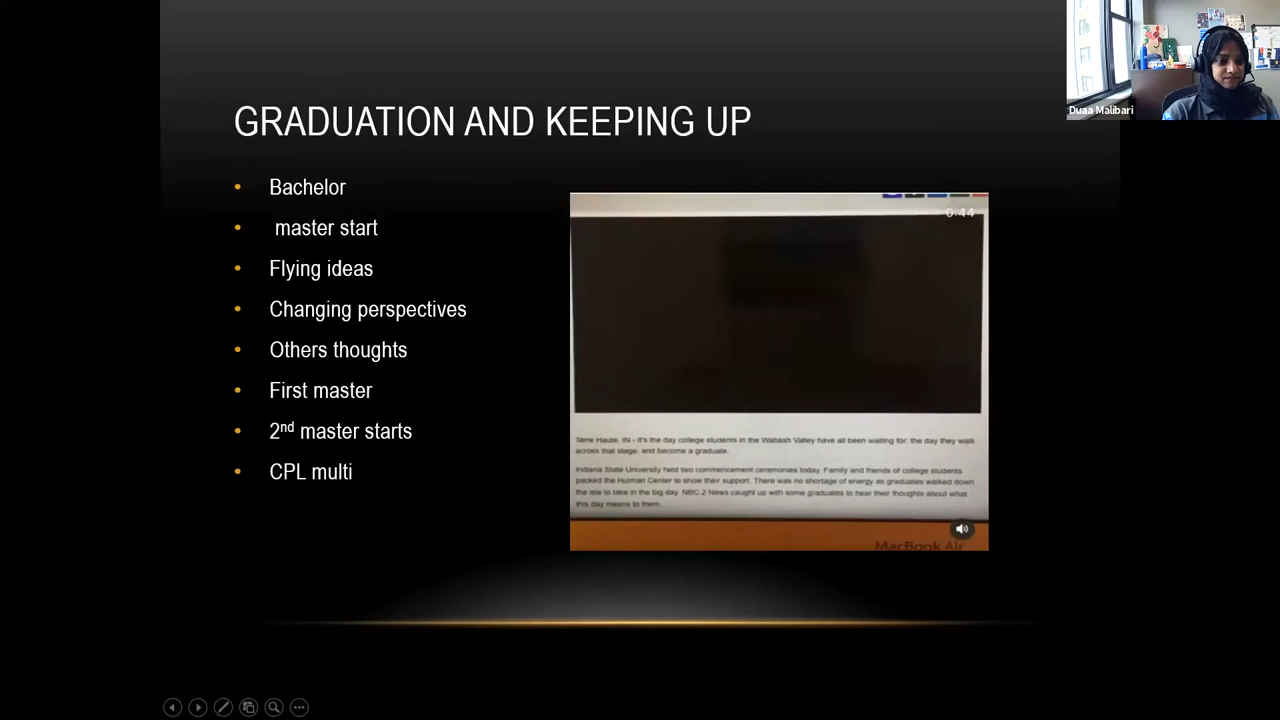 Duaa Malibari
GRADUATION AND KEEPING UP
• Bachelor
• master start
• Flying ideas
• Changing perspectives
• Others thoughts
• First master
• 2nd master starts
• CPL multi
0:44
Terre Haute, IN - It's the day college students in the Wabash Valley have all been waiting for: the day they walk
across that stage, and become a graduate.
Indiana State University held two commencement ceremonies today. Family and friends of college students
packed the Hulman Center to show their support. There was no shortage of energy as graduates walked down
the isle to take in the big day. NBC 2 News caught up with some graduates to hear their thoughts about what
this day means to them.
MacBook Air